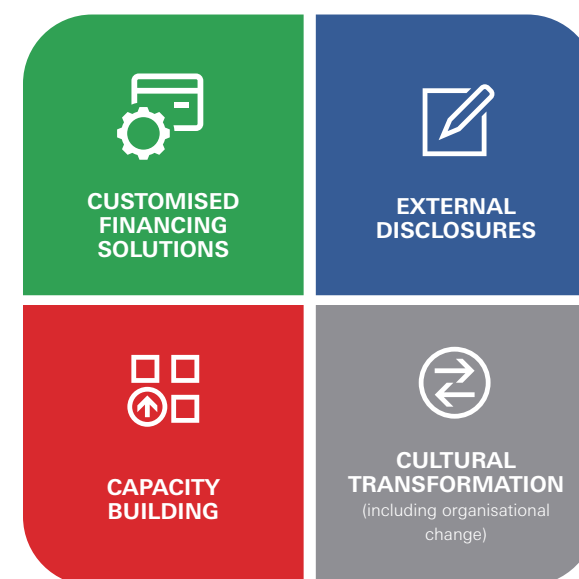 CUSTOMISED
FINANCING
SOLUTIONS
EXTERNAL
DISCLOSURES
CAPACITY
BUILDING
CULTURAL
TRANSFORMATION
(including organisational
change)